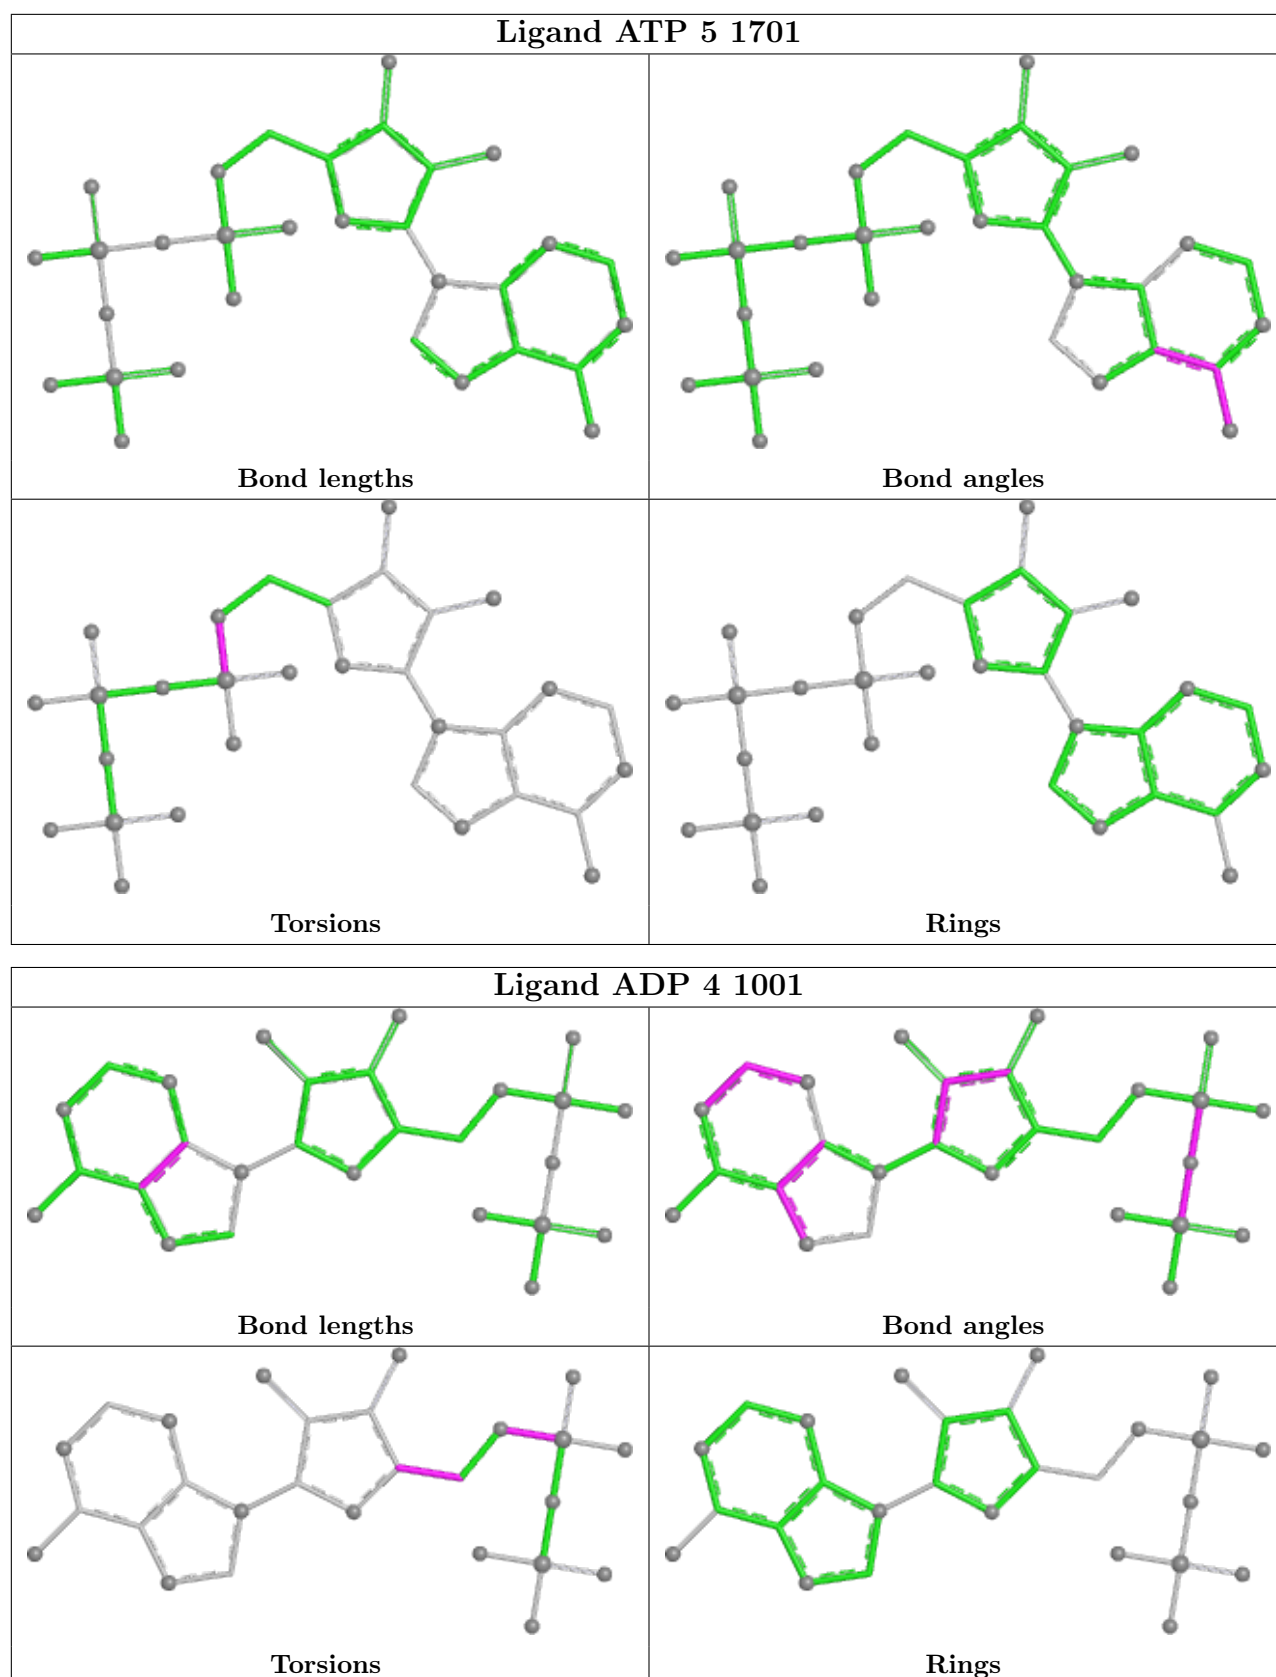 Ligand ATP 5 1701
Bond lengths
Bond angles
Torsions
Rings
Ligand ADP 4 1001
Bond lengths
Bond angles
Torsions
Rings